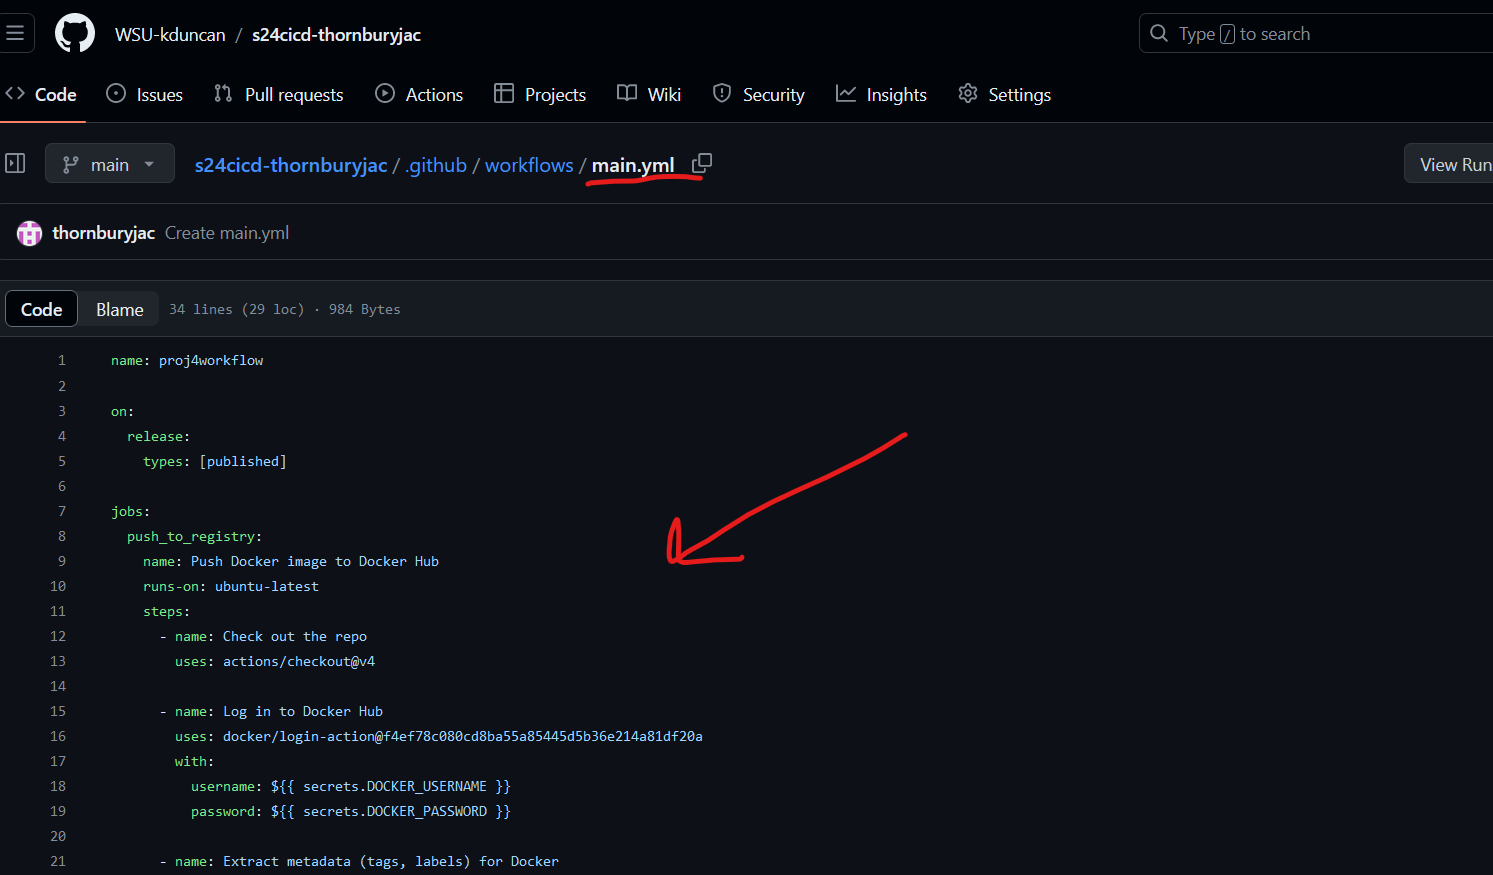 WSU-kduncan / s24cicd-thornburyjac
Type / to search
Code Issues Pull requests Actions Projects Wiki Security Insights Settings
main s24cicd-thornburyjac / .github / workflows / main.yml View Run
thornburyjac Create main.yml
Code Blame 34 lines (29 loc) · 984 Bytes
1 name: proj4workflow
2
3 on:
4 release:
5 types: [published]
6
7 jobs:
8 push_to_registry:
9 name: Push Docker image to Docker Hub
10 runs-on: ubuntu-latest
11 steps:
12 - name: Check out the repo
13 uses: actions/checkout@v4
14
15 - name: Log in to Docker Hub
16 uses: docker/login-action@f4ef78c080cd8ba55a85445d5b36e214a81df20a
17 with:
18 username: ${{ secrets.DOCKER_USERNAME }}
19 password: ${{ secrets.DOCKER_PASSWORD }}
20
21 - name: Extract metadata (tags, labels) for Docker